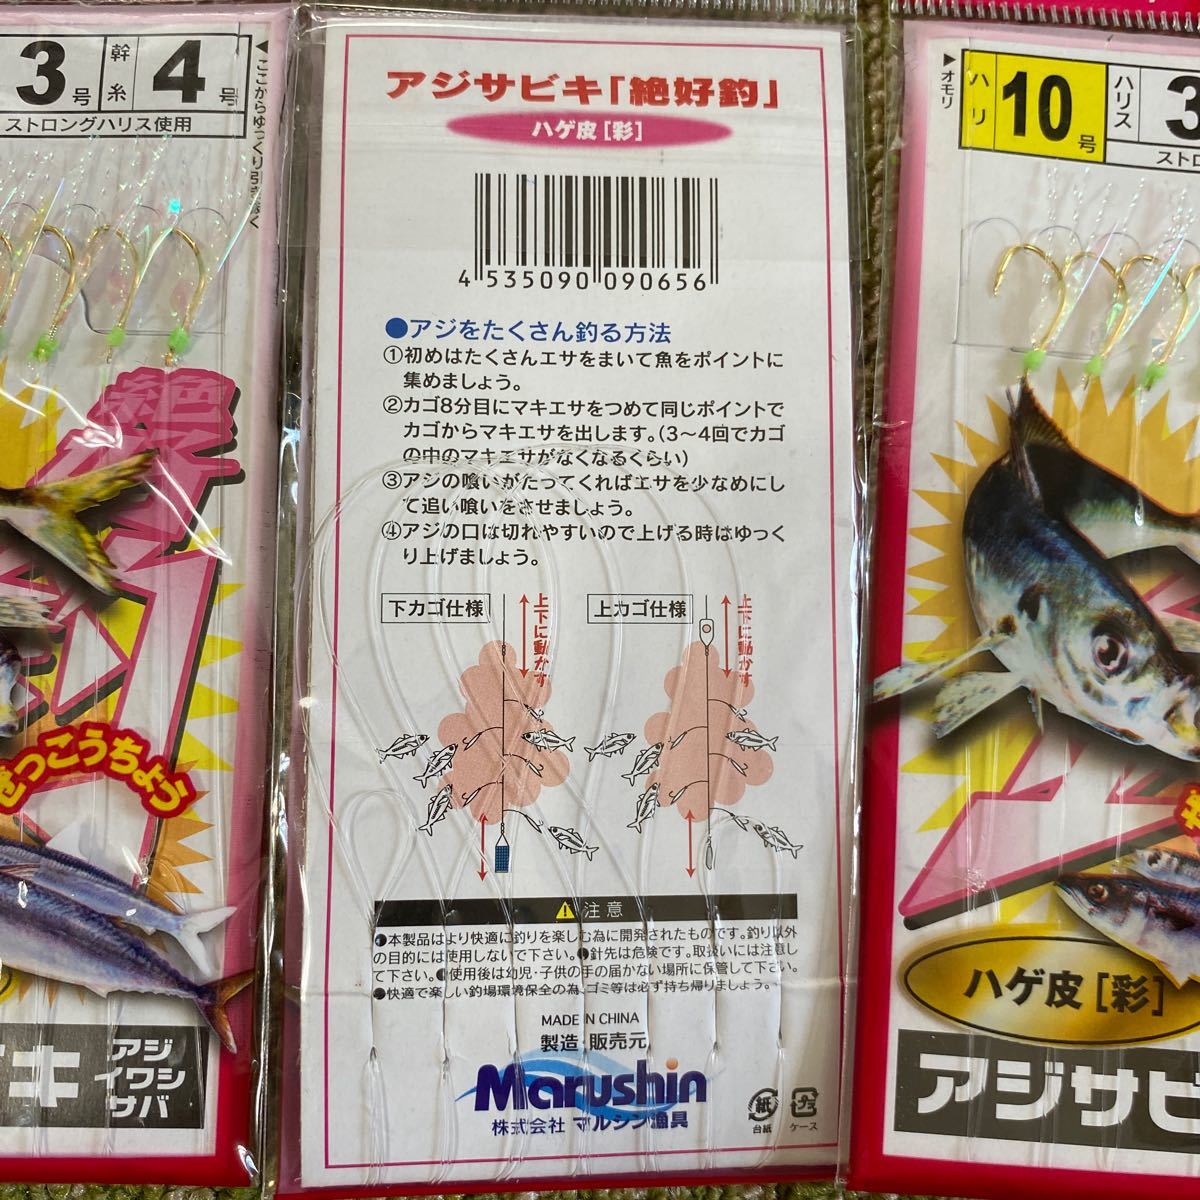 3号
幹糸
4号
ストロングハリス使用
ここからゆっくり引き抜く
絶好
ぜっこうちょう
キ
アジ
イワシ
サバ
アジサビキ「絶好釣」
ハゲ皮［彩］
4 535090 090656
●アジをたくさん釣る方法
①初めはたくさんエサをまいて魚をポイントに
集めましょう。
②カゴ8分目にマキエサをつめて同じポイントで
カゴからマキエサを出します。(3〜4回でカゴ
の中のマキエサがなくなるくらい)
③アジの喰いがたってくればエサを少なめにし
て追い喰いをさせましょう。
④アジの口は切れやすいので上げる時はゆっく
り上げましょう。
下カゴ仕様
上下に動かす
上カゴ仕様
上下に動かす
注意
●本製品はより快適に釣りを楽しむ為に開発されたものです。釣り以外
の目的には使用しないで下さい。●針先は危険です。取扱いには注意し
て下さい。●使用後は幼児・子供の手の届かない場所に保管して下さい。
●快適で楽しい釣場環境保全の為、ゴミ等は必ず持ち帰りましょう。
MADE IN CHINA
製造・販売元
Marushin
株式会社 マルシン漁具
紙
台紙
プラ
ケース
オモリ
ハリ
10号
ハリス
3
ストロ
ハゲ皮［彩］
アジサビ